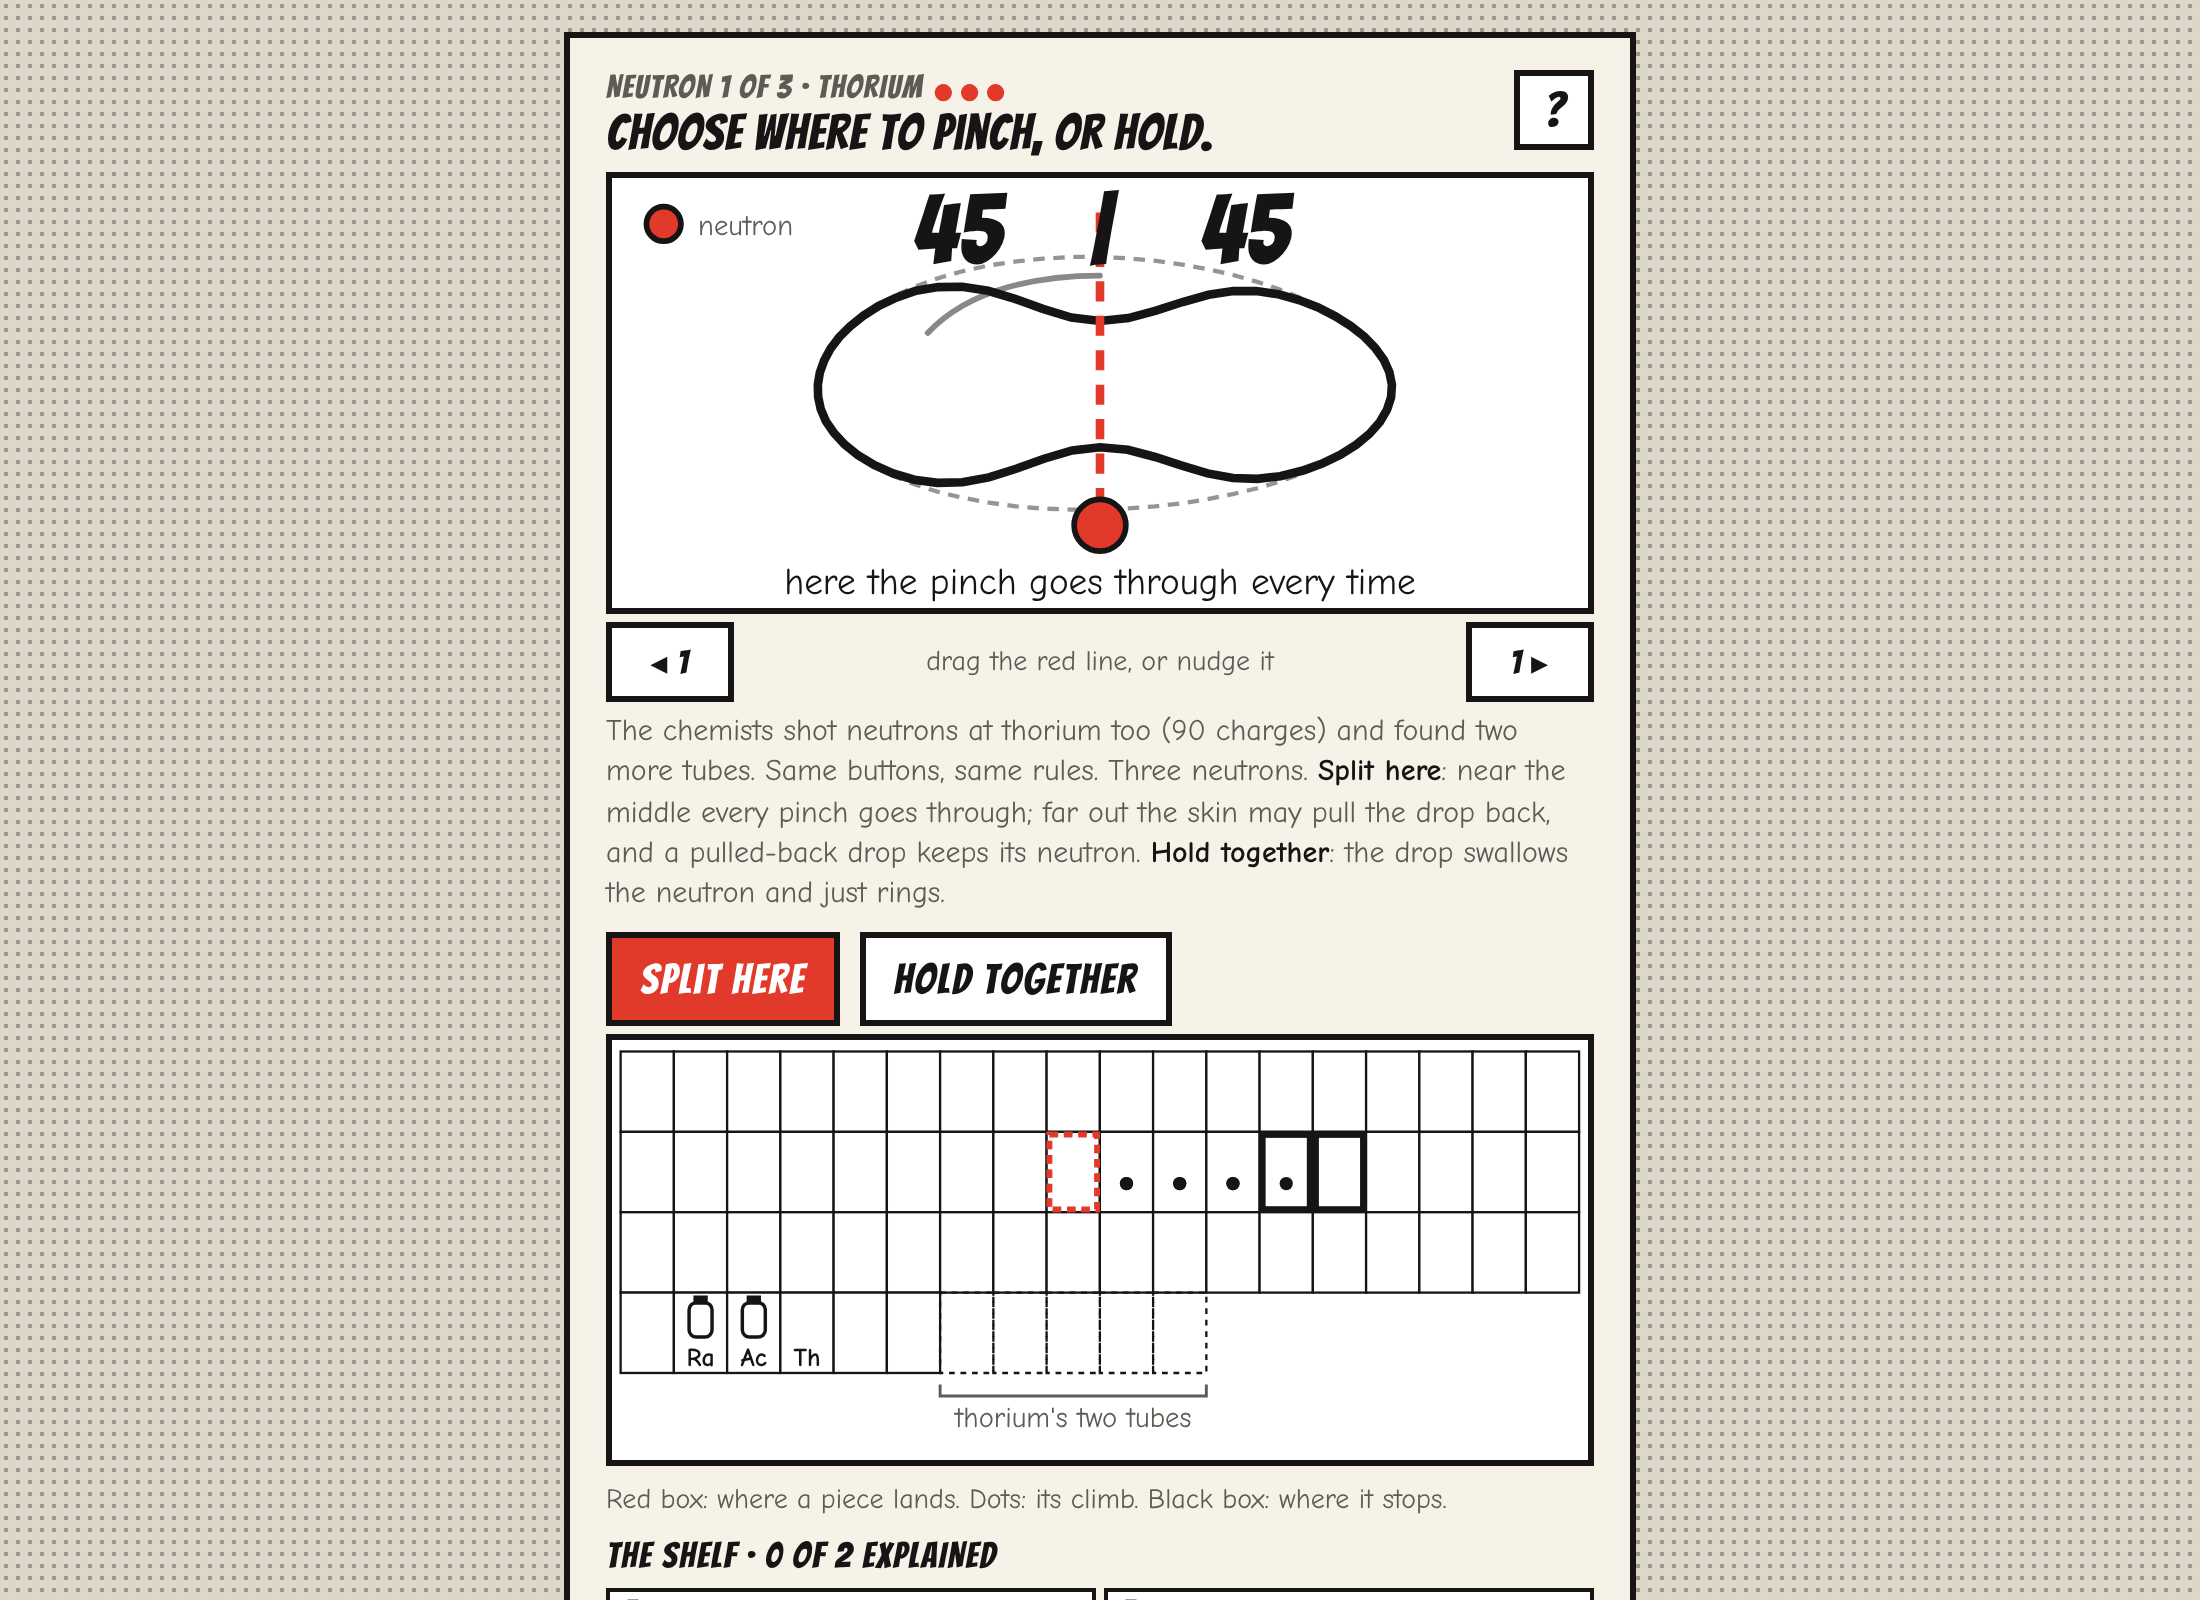 NEUTRON 1 OF 3 · THORIUM
?
CHOOSE WHERE TO PINCH, OR HOLD.
neutron
45 / 45
here the pinch goes through every time
◀ 1
drag the red line, or nudge it
1 ▶
The chemists shot neutrons at thorium too (90 charges) and found two
more tubes. Same buttons, same rules. Three neutrons. Split here: near the
middle every pinch goes through; far out the skin may pull the drop back,
and a pulled-back drop keeps its neutron. Hold together: the drop swallows
the neutron and just rings.
SPLIT HERE
HOLD TOGETHER
Ra
Ac
Th
thorium's two tubes
Red box: where a piece lands. Dots: its climb. Black box: where it stops.
THE SHELF · 0 OF 2 EXPLAINED